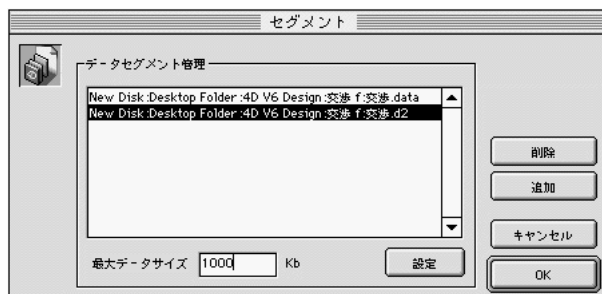 セグメント
データセグメント管理
New Disk:Desktop Folder:4D V6 Design:交渉 f:交渉.data
New Disk:Desktop Folder:4D V6 Design:交渉 f:交渉.d2
最大データサイズ 1000 Kb 設定
削除
追加
キャンセル
OK